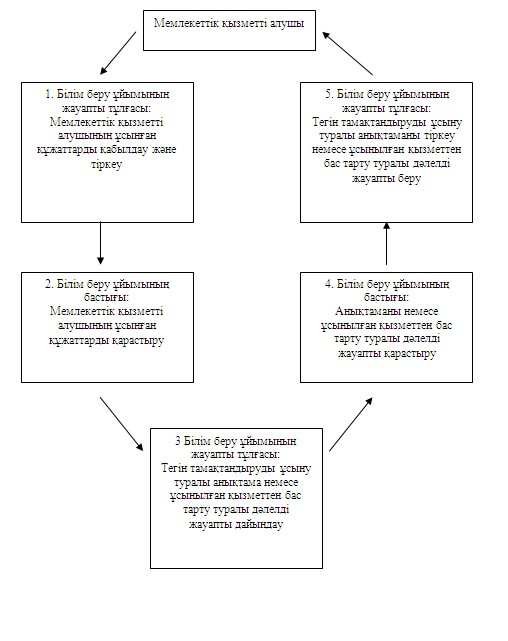 Мемлекеттік қызметті алушы
1. Білім беру ұйымының
жауапты тұлғасы:
Мемлекеттік қызметті
алушының ұсынған
құжаттарды қабылдау және
тіркеу
2. Білім беру ұйымының
бастығы:
Мемлекеттік қызметті
алушының ұсынған
құжаттарды қарастыру
3 Білім беру ұйымының
жауапты тұлғасы:
Тегін тамақтандыруды ұсыну
туралы анықтама немесе
ұсынылған қызметтен бас
тарту туралы дәлелді
жауапты дайындау
4. Білім беру ұйымының
бастығы:
Анықтаманы немесе
ұсынылған қызметтен бас
тарту туралы дәлелді
жауапты қарастыру
5. Білім беру ұйымының
жауапты тұлғасы:
Тегін тамақтандыруды ұсыну
туралы анықтаманы тіркеу
немесе ұсынылған қызметтен
бас тарту туралы дәлелді
жауапты беру